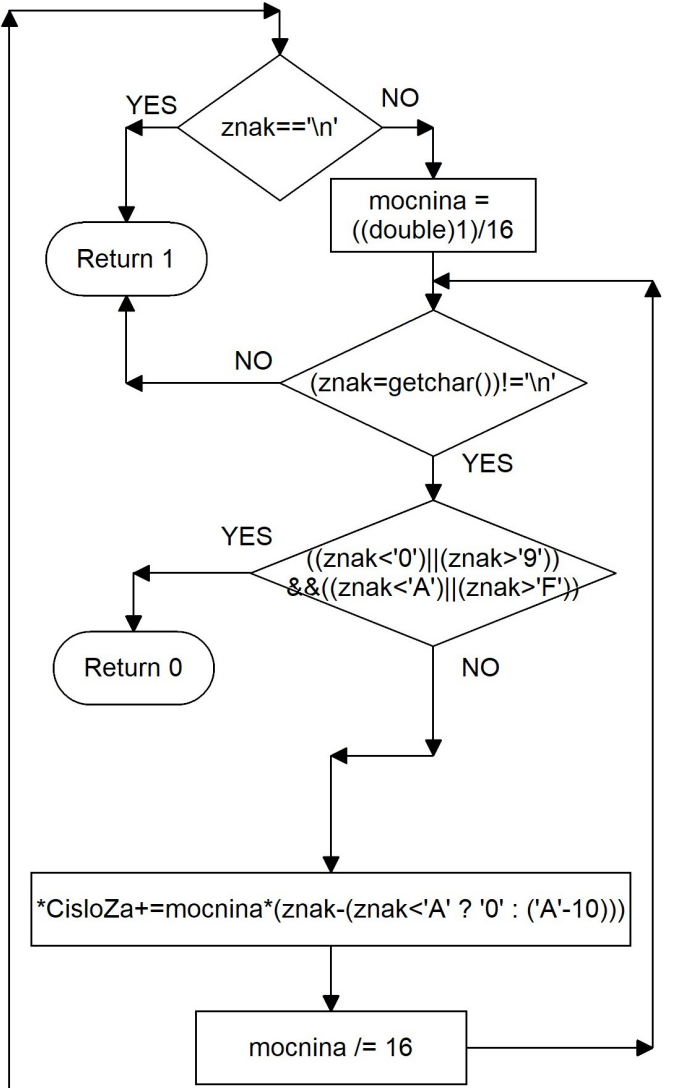 YES
NO
znak=='\n'
mocnina =
((double)1)/16
Return 1
NO
(znak=getchar())!='\n'
YES
YES
((znak<'0')||(znak>'9'))
&&((znak<'A')||(znak>'F'))
Return 0
NO
*CisloZa+=mocnina*(znak-(znak<'A' ? '0' : ('A'-10)))
mocnina /= 16